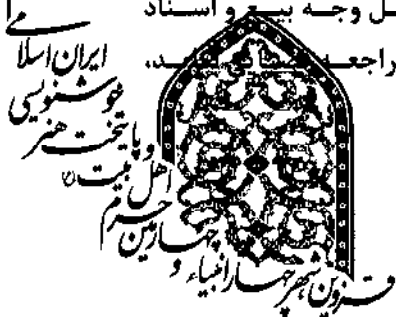 ل وجه بیع و اسناد
راجعه
قزوین شهر چهار انبیاء و
چهارمین حرم
اهل بیت (ع)
و پایتخت هنر
خوشنویسی
ایران اسلامی